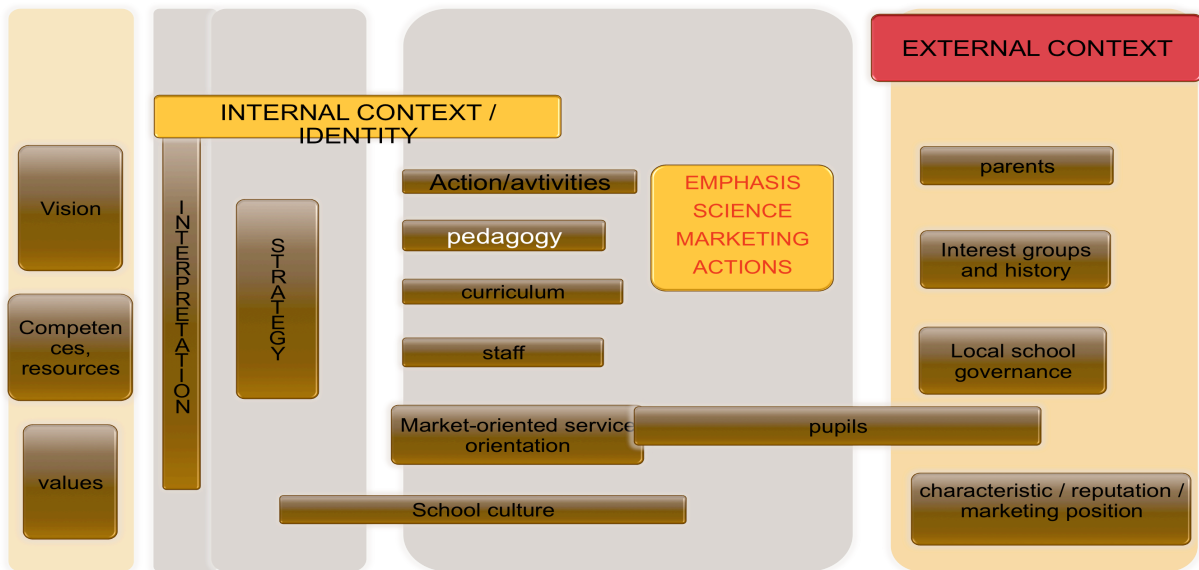 EXTERNAL CONTEXT
INTERNAL CONTEXT /
IDENTITY
Vision
Competen
ces,
resources
values
INTERPRETATION
STRATEGY
Action/avtivities
pedagogy
curriculum
staff
Market-oriented service
orientation
School culture
EMPHASIS
SCIENCE
MARKETING
ACTIONS
pupils
parents
Interest groups
and history
Local school
governance
characteristic / reputation /
marketing position